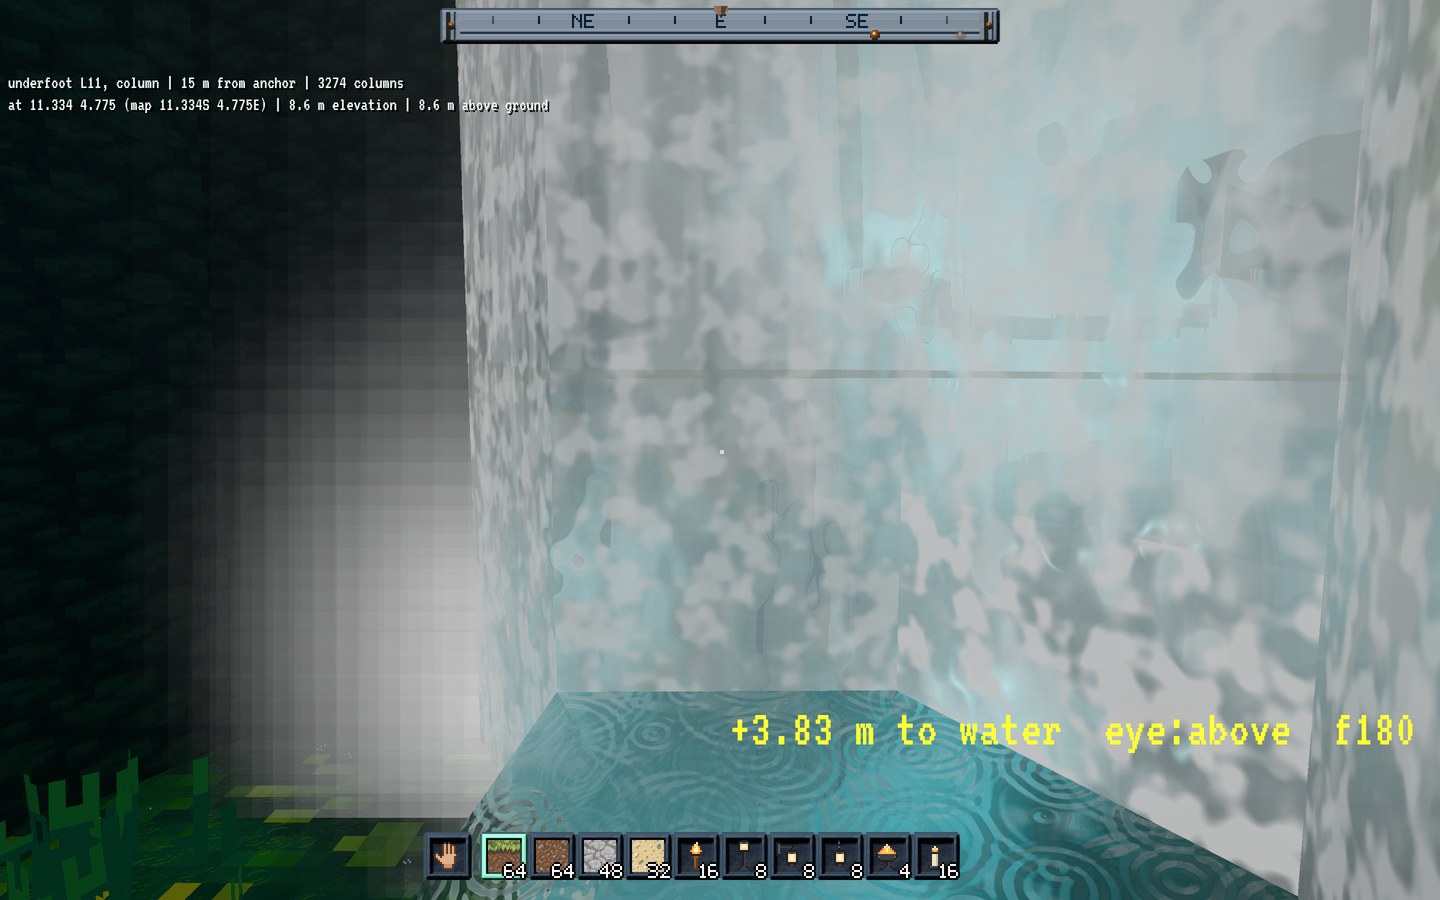 NE E SE
underfoot L11, column | 15 m from anchor | 3274 columns
at 11.334 4.775 (map 11.334S 4.775E) | 8.6 m elevation | 8.6 m above ground
+3.83 m to water eye:above f180
64 64 48 32 16 8 8 8 4 16